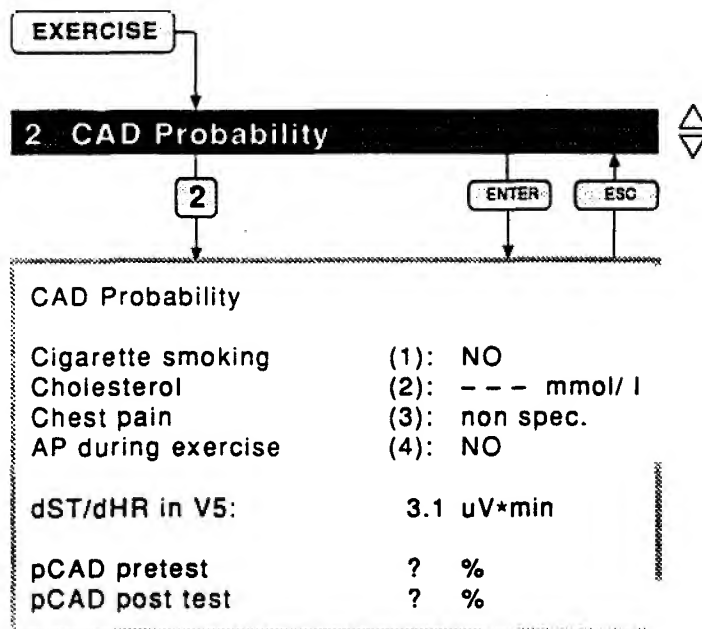 EXERCISE
2 CAD Probability
2
ENTER
ESC
CAD Probability
Cigarette smoking (1): NO
Cholesterol (2): – – – mmol/ l
Chest pain (3): non spec.
AP during exercise (4): NO
dST/dHR in V5: 3.1 uV*min
pCAD pretest ? %
pCAD post test ? %